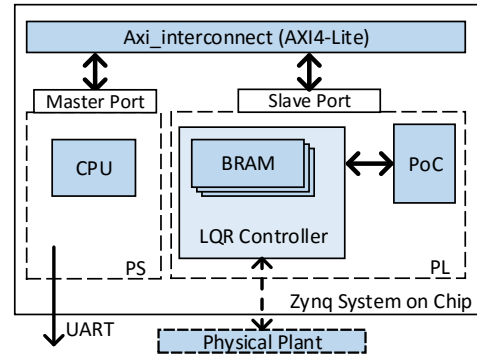 Axi_interconnect (AXI4-Lite)
Master Port
Slave Port
CPU
BRAM
PoC
LQR Controller
PS
PL
Zynq System on Chip
UART
Physical Plant